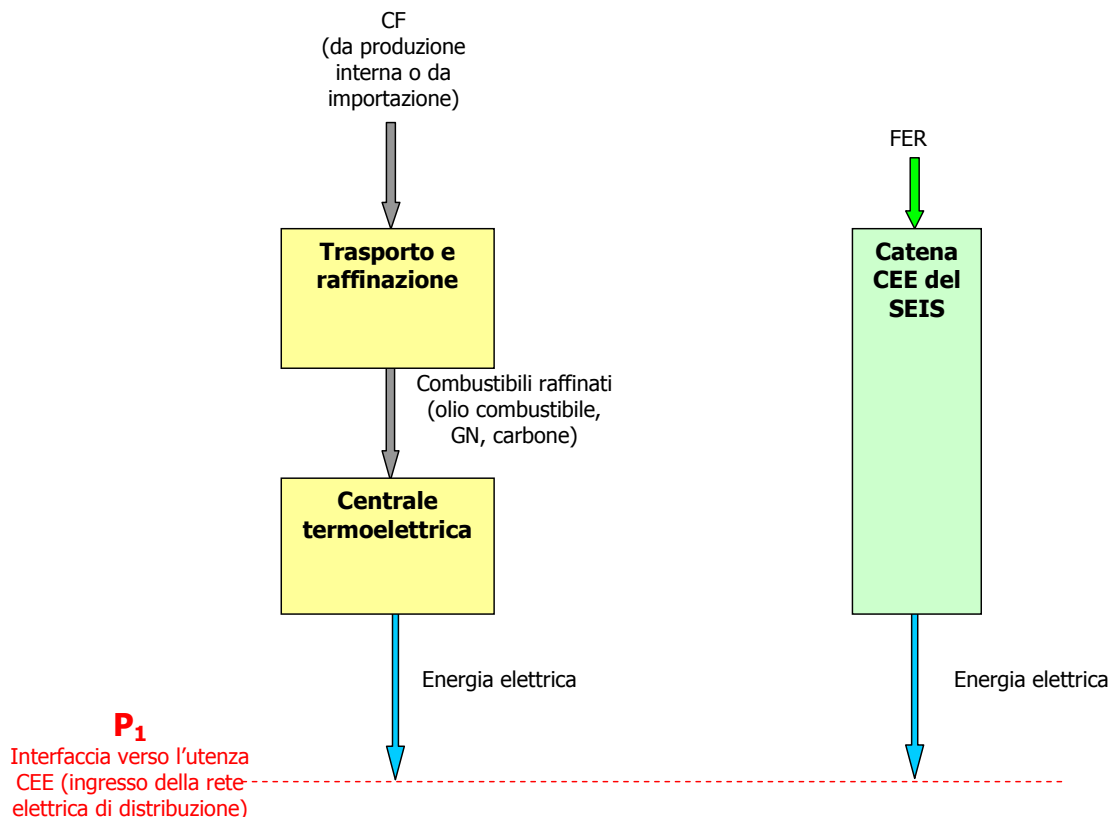 CF
(da produzione
interna o da
importazione)
FER
Trasporto e
raffinazione
Catena
CEE del
SEIS
Combustibili raffinati
(olio combustibile,
GN, carbone)
Centrale
termoelettrica
Energia elettrica
Energia elettrica
P1
Interfaccia verso l'utenza
CEE (ingresso della rete
elettrica di distribuzione)